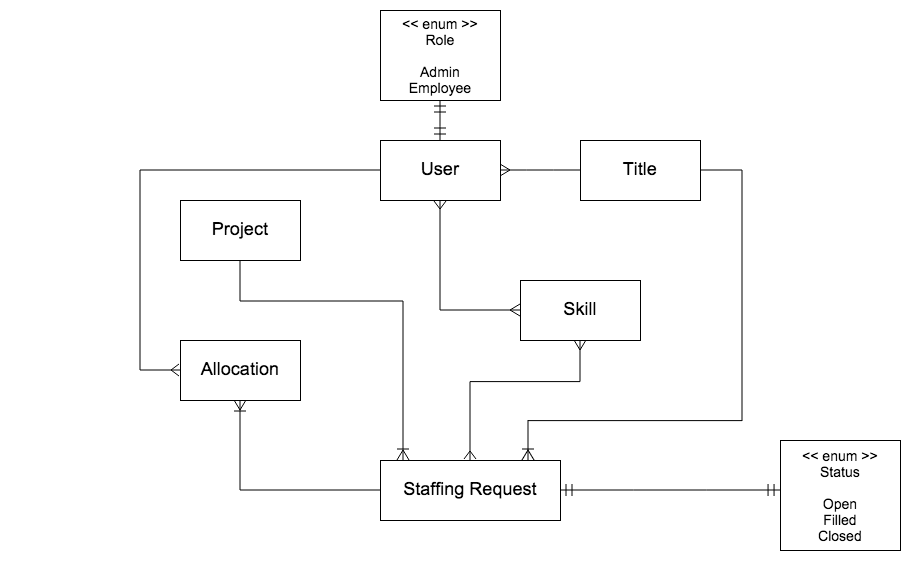 << enum >>
Role
Admin
Employee
User
Title
Project
Skill
Allocation
Staffing Request
<< enum >>
Status
Open
Filled
Closed